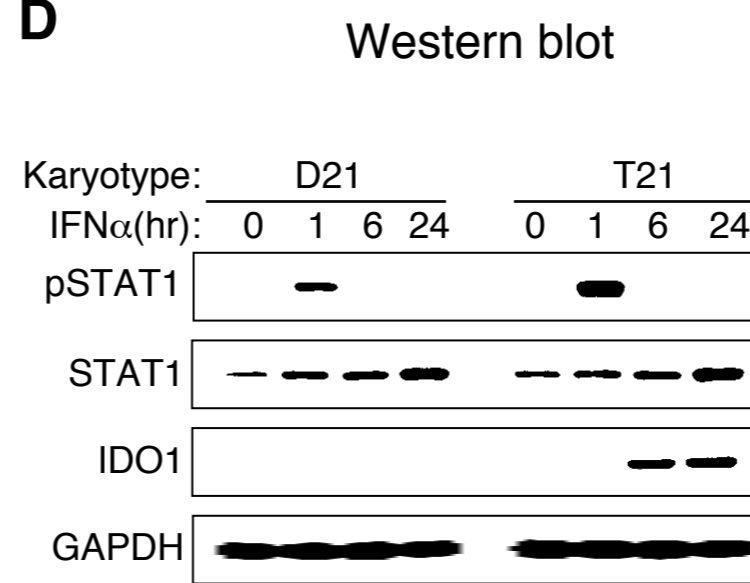 D
Western blot
Karyotype: D21 T21
IFNα(hr): 0 1 6 24 0 1 6 24
pSTAT1
STAT1
IDO1
GAPDH